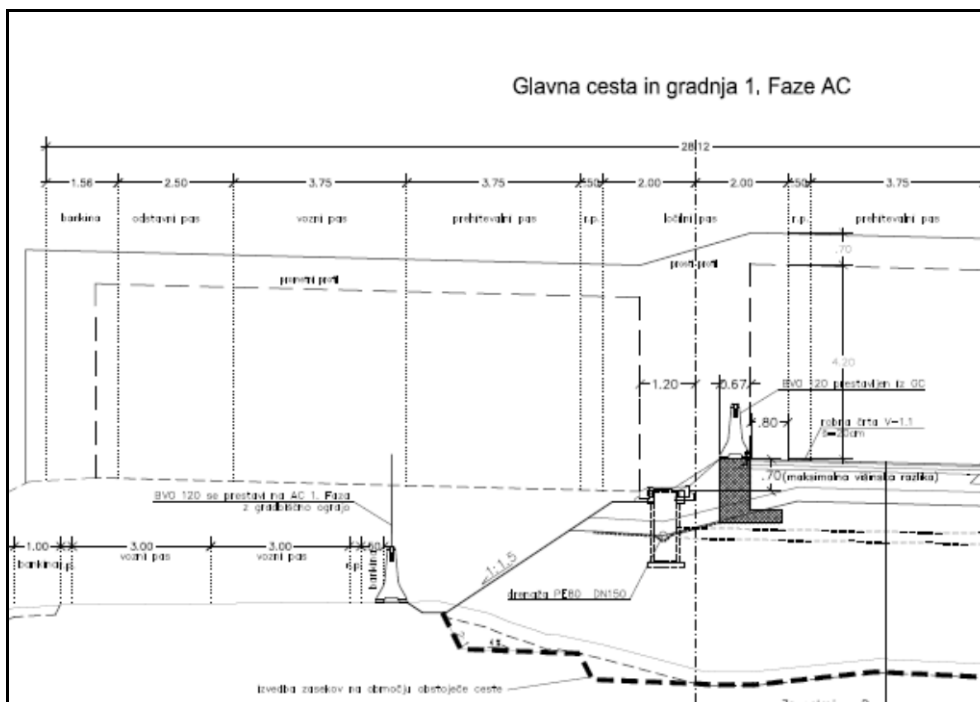 Glavna cesta in gradnja 1. Faze AC
28.12
1.56 2.50 3.75 3.75 .50 2.00 2.00 .50 3.75
bankina odstavni pas vozni pas prehitevalni pas r.p. ločilni pas r.p. prehitevalni pas
.70
prosti profil
prometni profil
4.20
1.20 0.67
BVO 120 prestavljen iz GC
.80
robna črta V-1.1
š=20cm
.70 (maksimalna višinska razlika)
BVO 120 se prestavi na AC 1. Faza
z gradbiščno ograjo
1.00 3.00 3.00 .50
bankina r.p. vozni pas vozni pas r.p. bankina
1:1.5
drenaža PE80 DN150
izvedba zasekov na območju obstoječe ceste